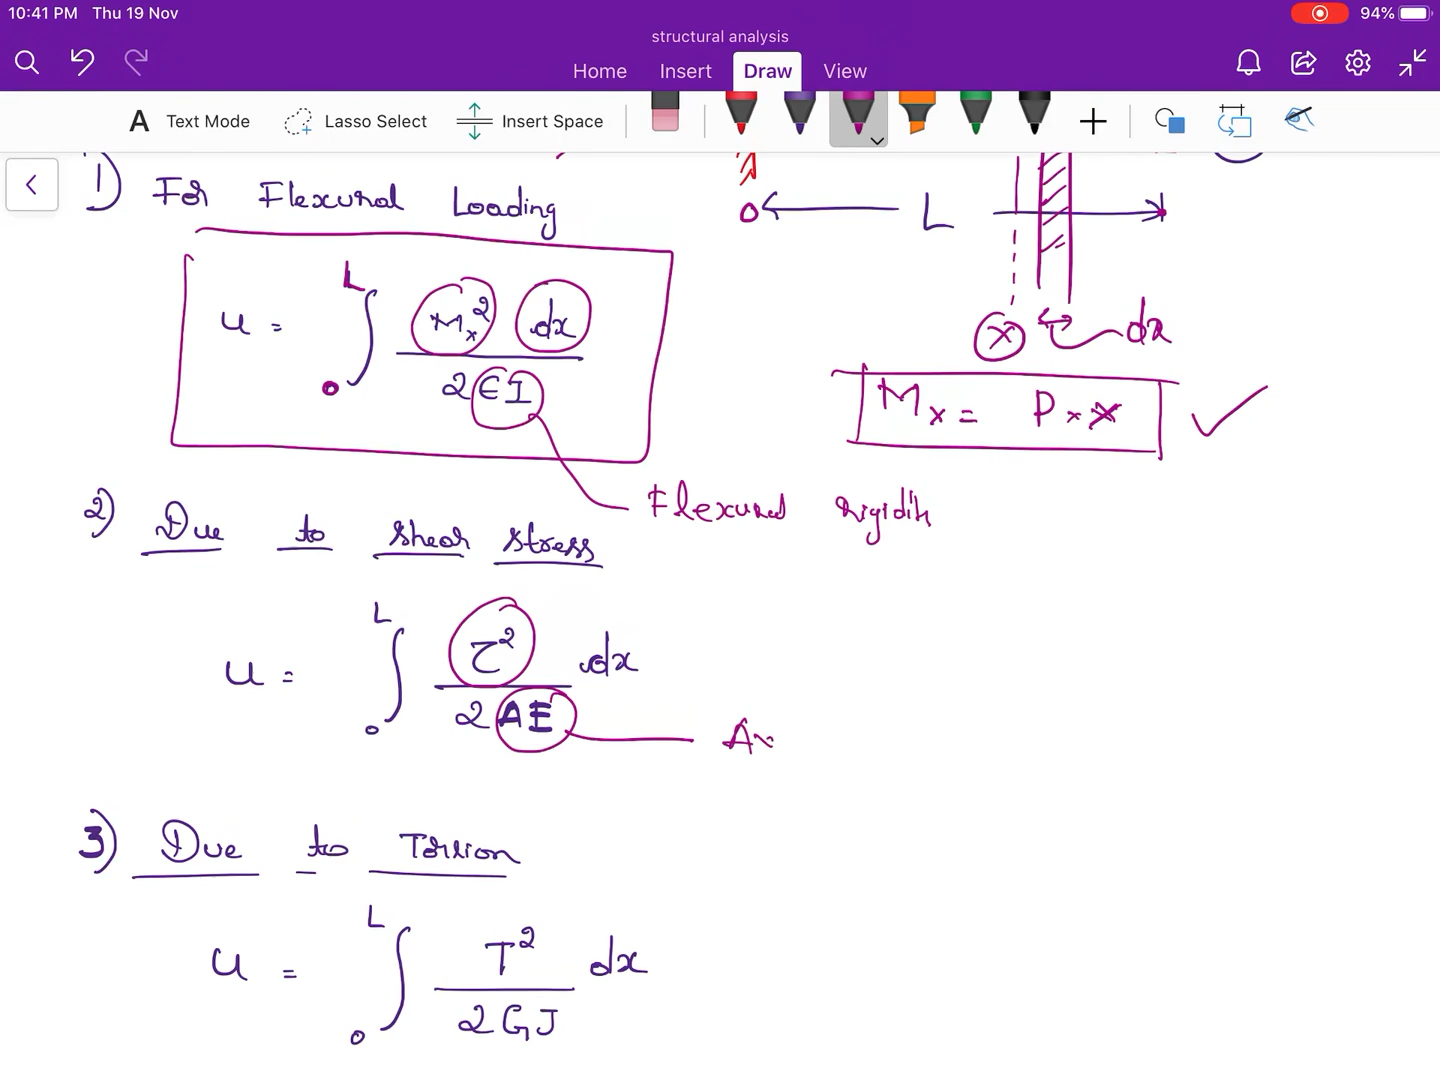 10:41 PM Thu 19 Nov
94%
structural analysis
Home Insert Draw View
Text Mode Lasso Select Insert Space
1) For Flexural Loading
0 L
u = ∫₀ᴸ Mₓ² dx / 2EI
x dx
Mx = P × x
Flexural
2) Due to shear stress
u = ∫₀ᴸ τ² / 2AE dx
Ax
3) Due to Torsion
u = ∫₀ᴸ T² / 2GJ dx